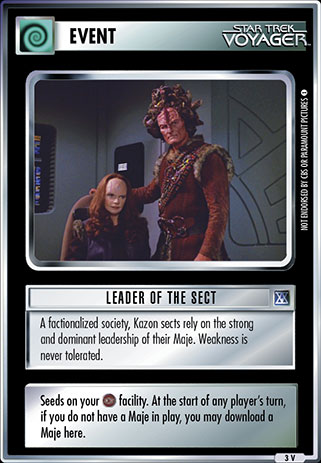 EVENT
STAR TREK
VOYAGER™
NOT ENDORSED BY CBS OR PARAMOUNT PICTURES
LEADER OF THE SECT
A factionalized society, Kazon sects rely on the strong
and dominant leadership of their Maje. Weakness is
never tolerated.
Seeds on your facility. At the start of any player's turn,
if you do not have a Maje in play, you may download a
Maje here.
3 V